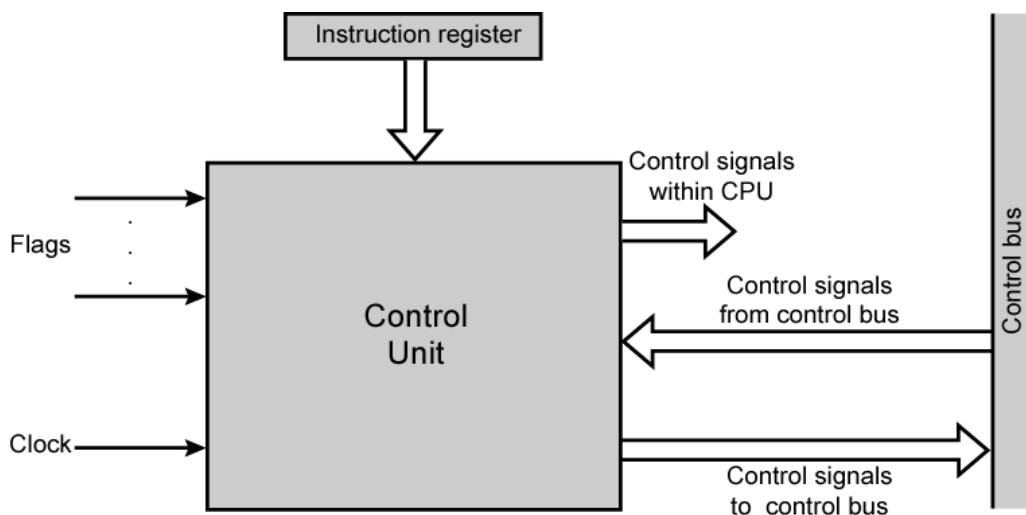 Instruction register
Control signals
within CPU
Flags
Control bus
Control signals
from control bus
Control
Unit
Clock
Control signals
to control bus